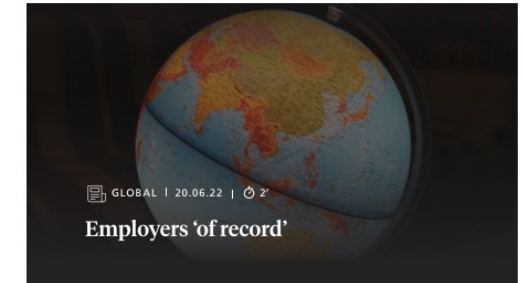 GLOBAL | 20.06.22 | 2'
Employers ‘of record’